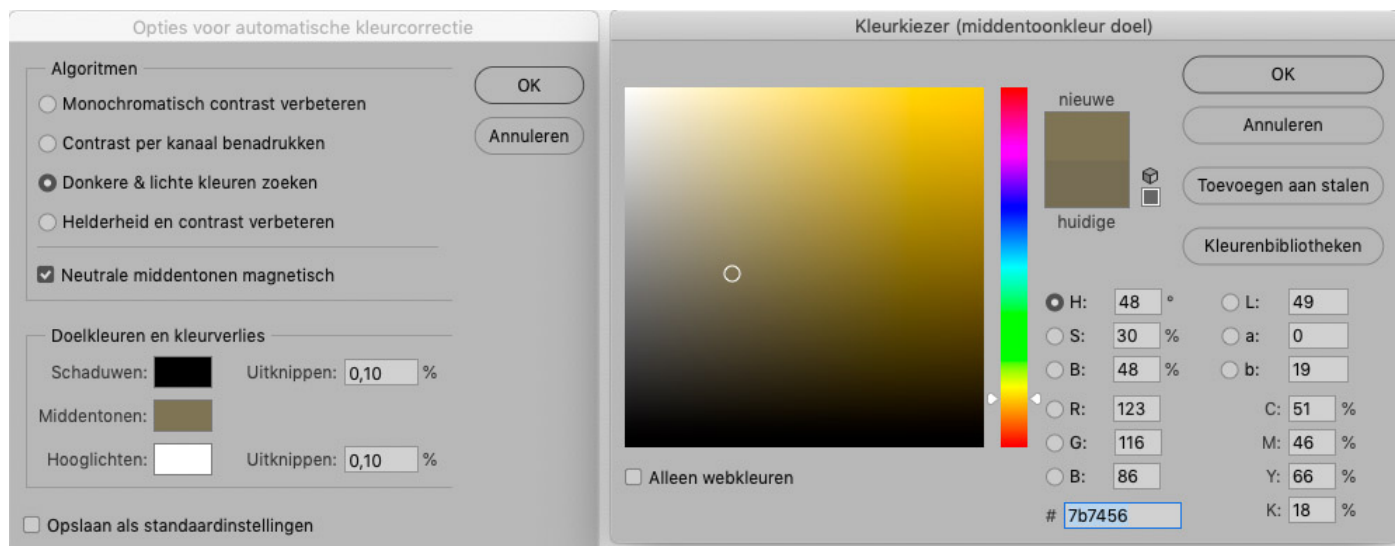 Opties voor automatische kleurcorrectie
Algoritmen
OK
Monochromatisch contrast verbeteren
Annuleren
Contrast per kanaal benadrukken
Donkere & lichte kleuren zoeken
Helderheid en contrast verbeteren
Neutrale middentonen magnetisch
Doelkleuren en kleurverlies
Schaduwen: Uitknippen: 0,10 %
Middentonen:
Hooglichten: Uitknippen: 0,10 %
Opslaan als standaardinstellingen
Kleurkiezer (middentoonkleur doel)
nieuwe
huidige
OK
Annuleren
Toevoegen aan stalen
Kleurenbibliotheken
H: 48 ° L: 49
S: 30 % a: 0
B: 48 % b: 19
R: 123 C: 51 %
G: 116 M: 46 %
B: 86 Y: 66 %
# 7b7456 K: 18 %
Alleen webkleuren